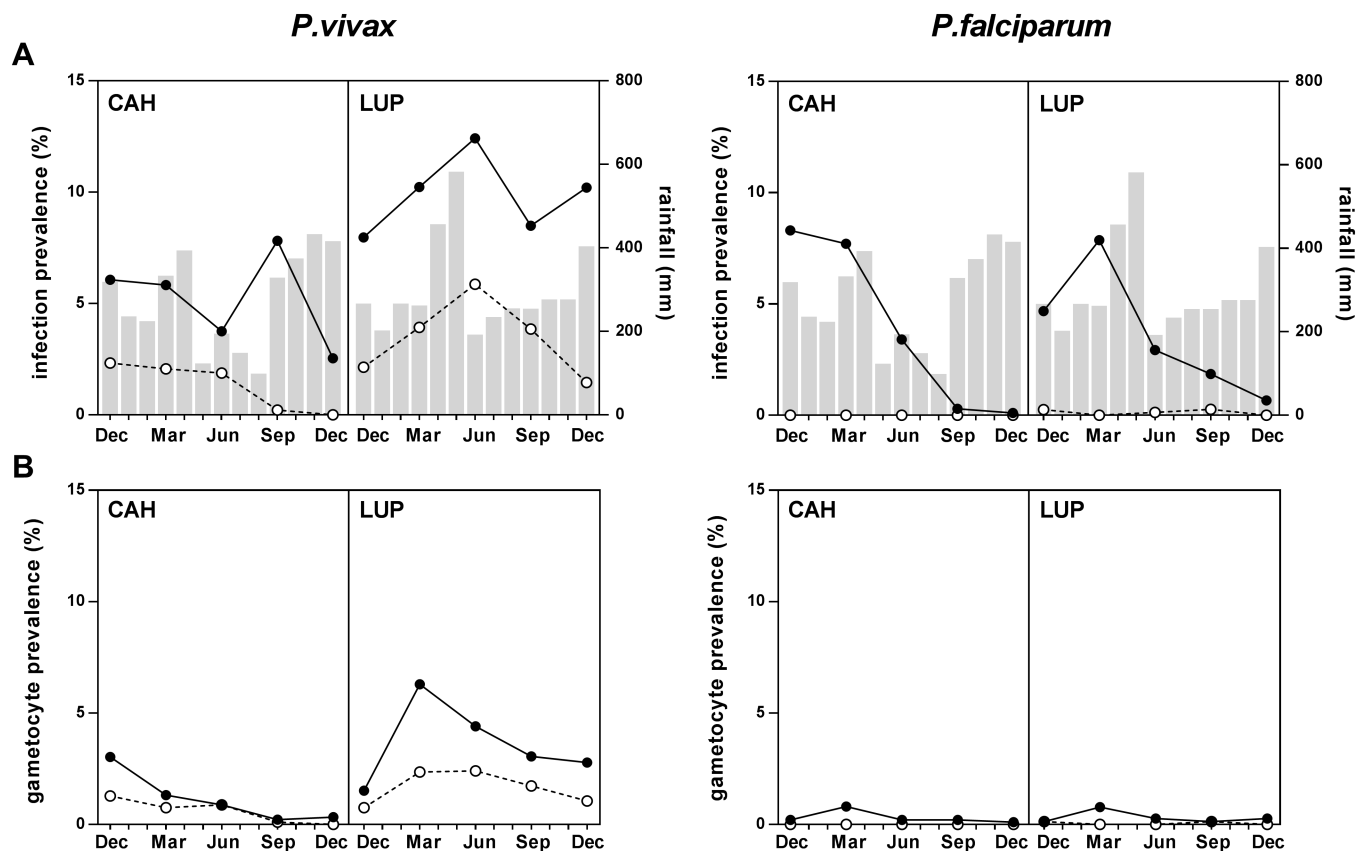 P.vivax
P.falciparum
A
CAH
LUP
15
10
5
0
infection prevalence (%)
800
600
400
200
0
rainfall (mm)
Dec Mar Jun Sep Dec
Dec Mar Jun Sep Dec
CAH
LUP
15
10
5
0
infection prevalence (%)
800
600
400
200
0
rainfall (mm)
Dec Mar Jun Sep Dec
Dec Mar Jun Sep Dec
B
CAH
LUP
15
10
5
0
gametocyte prevalence (%)
Dec Mar Jun Sep Dec
Dec Mar Jun Sep Dec
CAH
LUP
15
10
5
0
gametocyte prevalence (%)
Dec Mar Jun Sep Dec
Dec Mar Jun Sep Dec